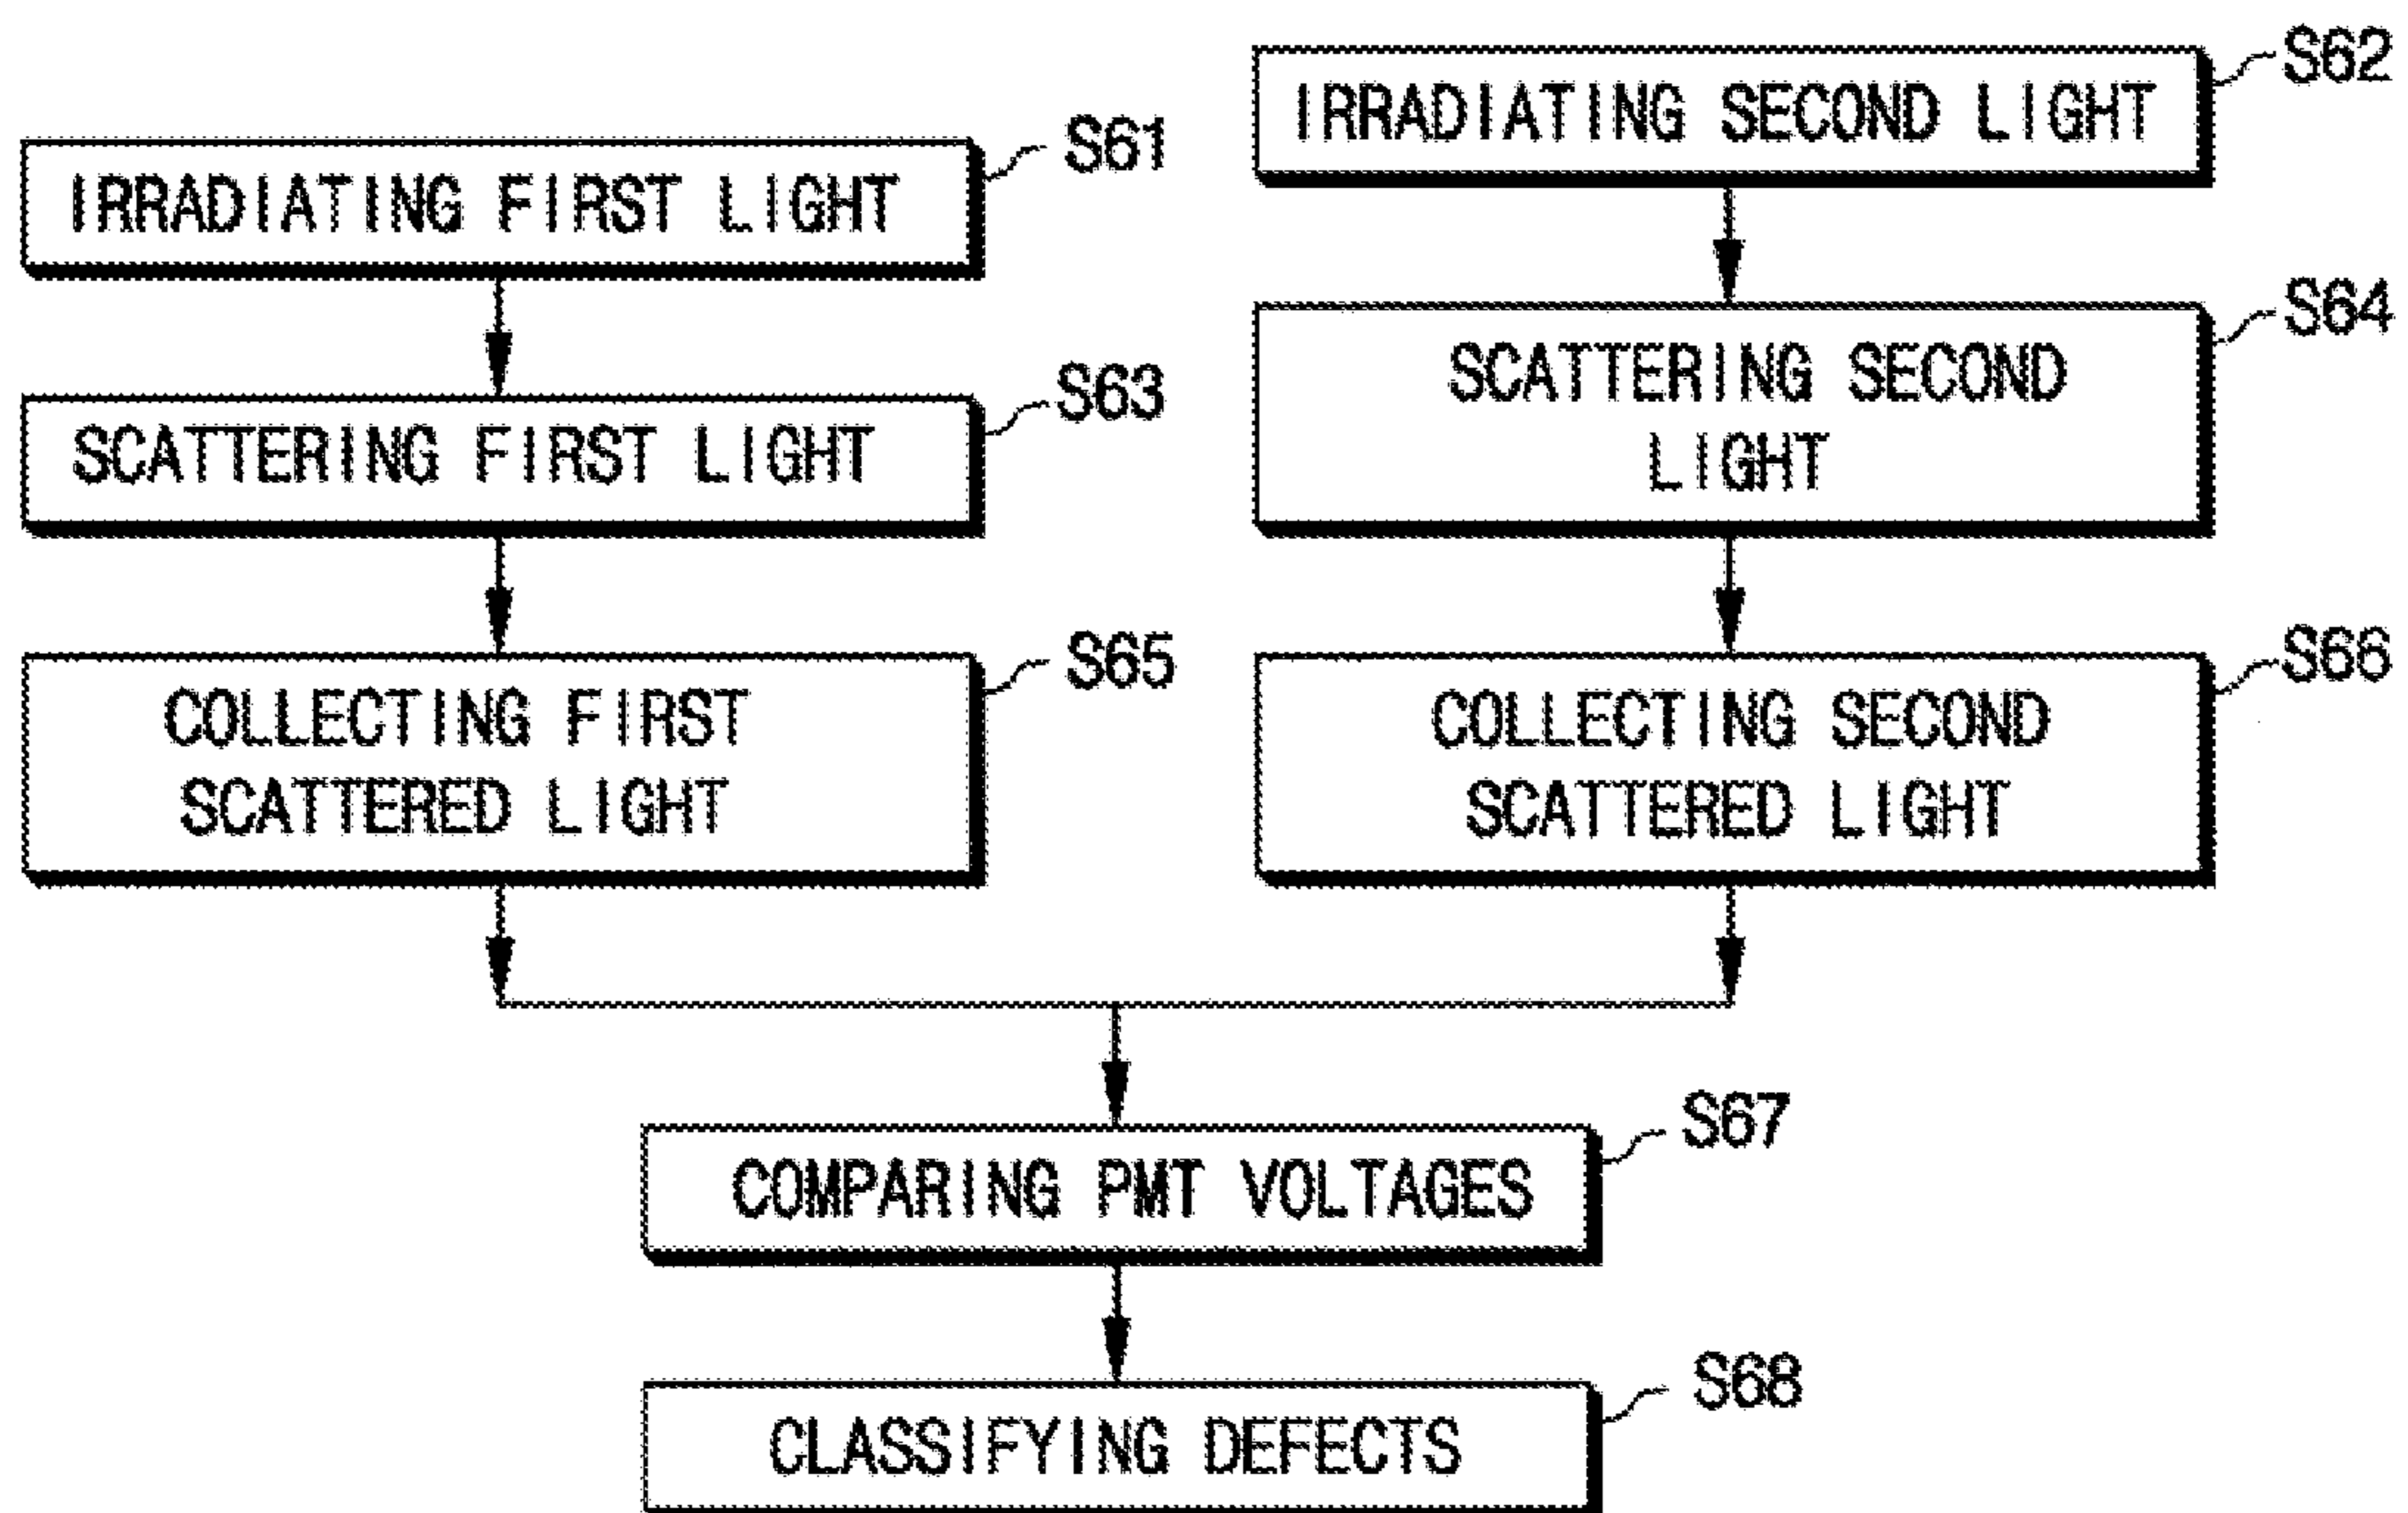 S62
IRRADIATING SECOND LIGHT
S61
IRRADIATING FIRST LIGHT
S64
SCATTERING SECOND
LIGHT
S63
SCATTERING FIRST LIGHT
S65
COLLECTING FIRST
SCATTERED LIGHT
S66
COLLECTING SECOND
SCATTERED LIGHT
S67
COMPARING PMT VOLTAGES
S68
CLASSIFYING DEFECTS